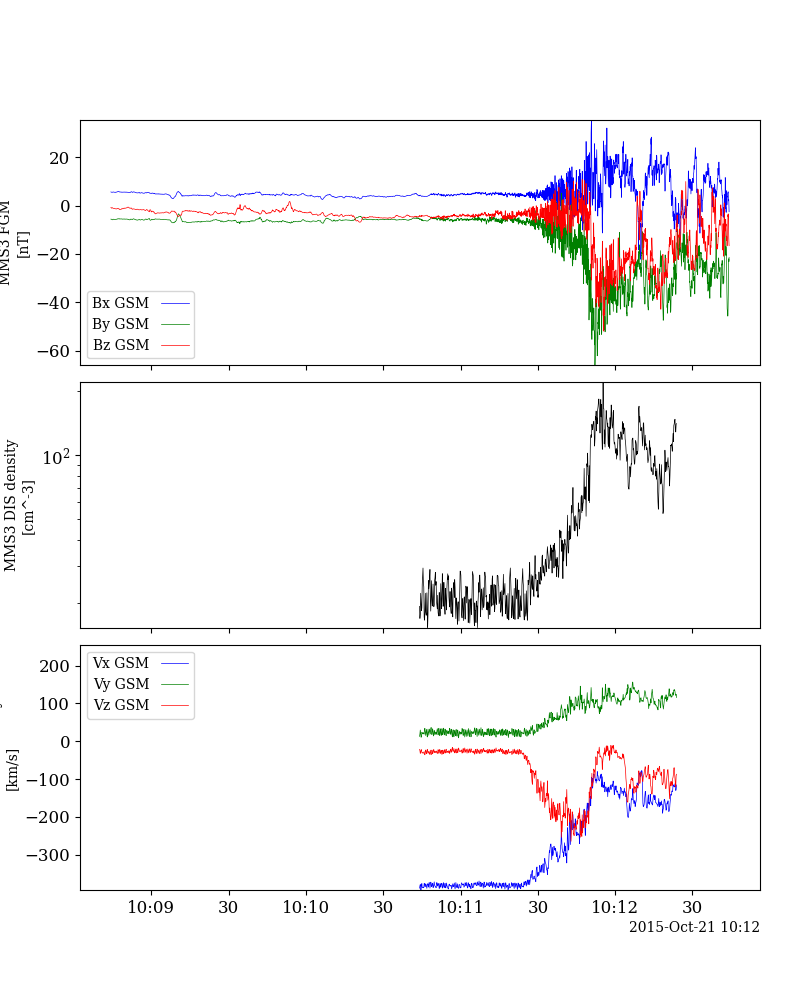 20
0
−20
−40
−60
MMS3 FGM
[nT]
Bx GSM
By GSM
Bz GSM
10^2
MMS3 DIS density
[cm^-3]
200
100
0
−100
−200
−300
[km/s]
Vx GSM
Vy GSM
Vz GSM
10:09 30 10:10 30 10:11 30 10:12 30
2015-Oct-21 10:12